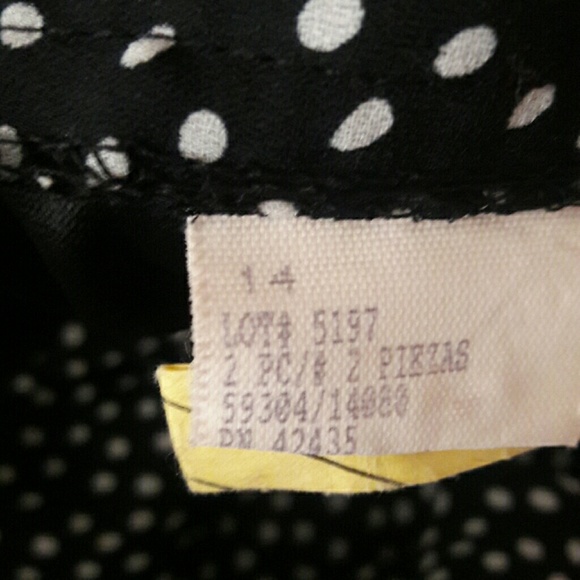 14
LOT# 5197
2 PC/# 2 PIEZAS
59304/14080
RN 42435